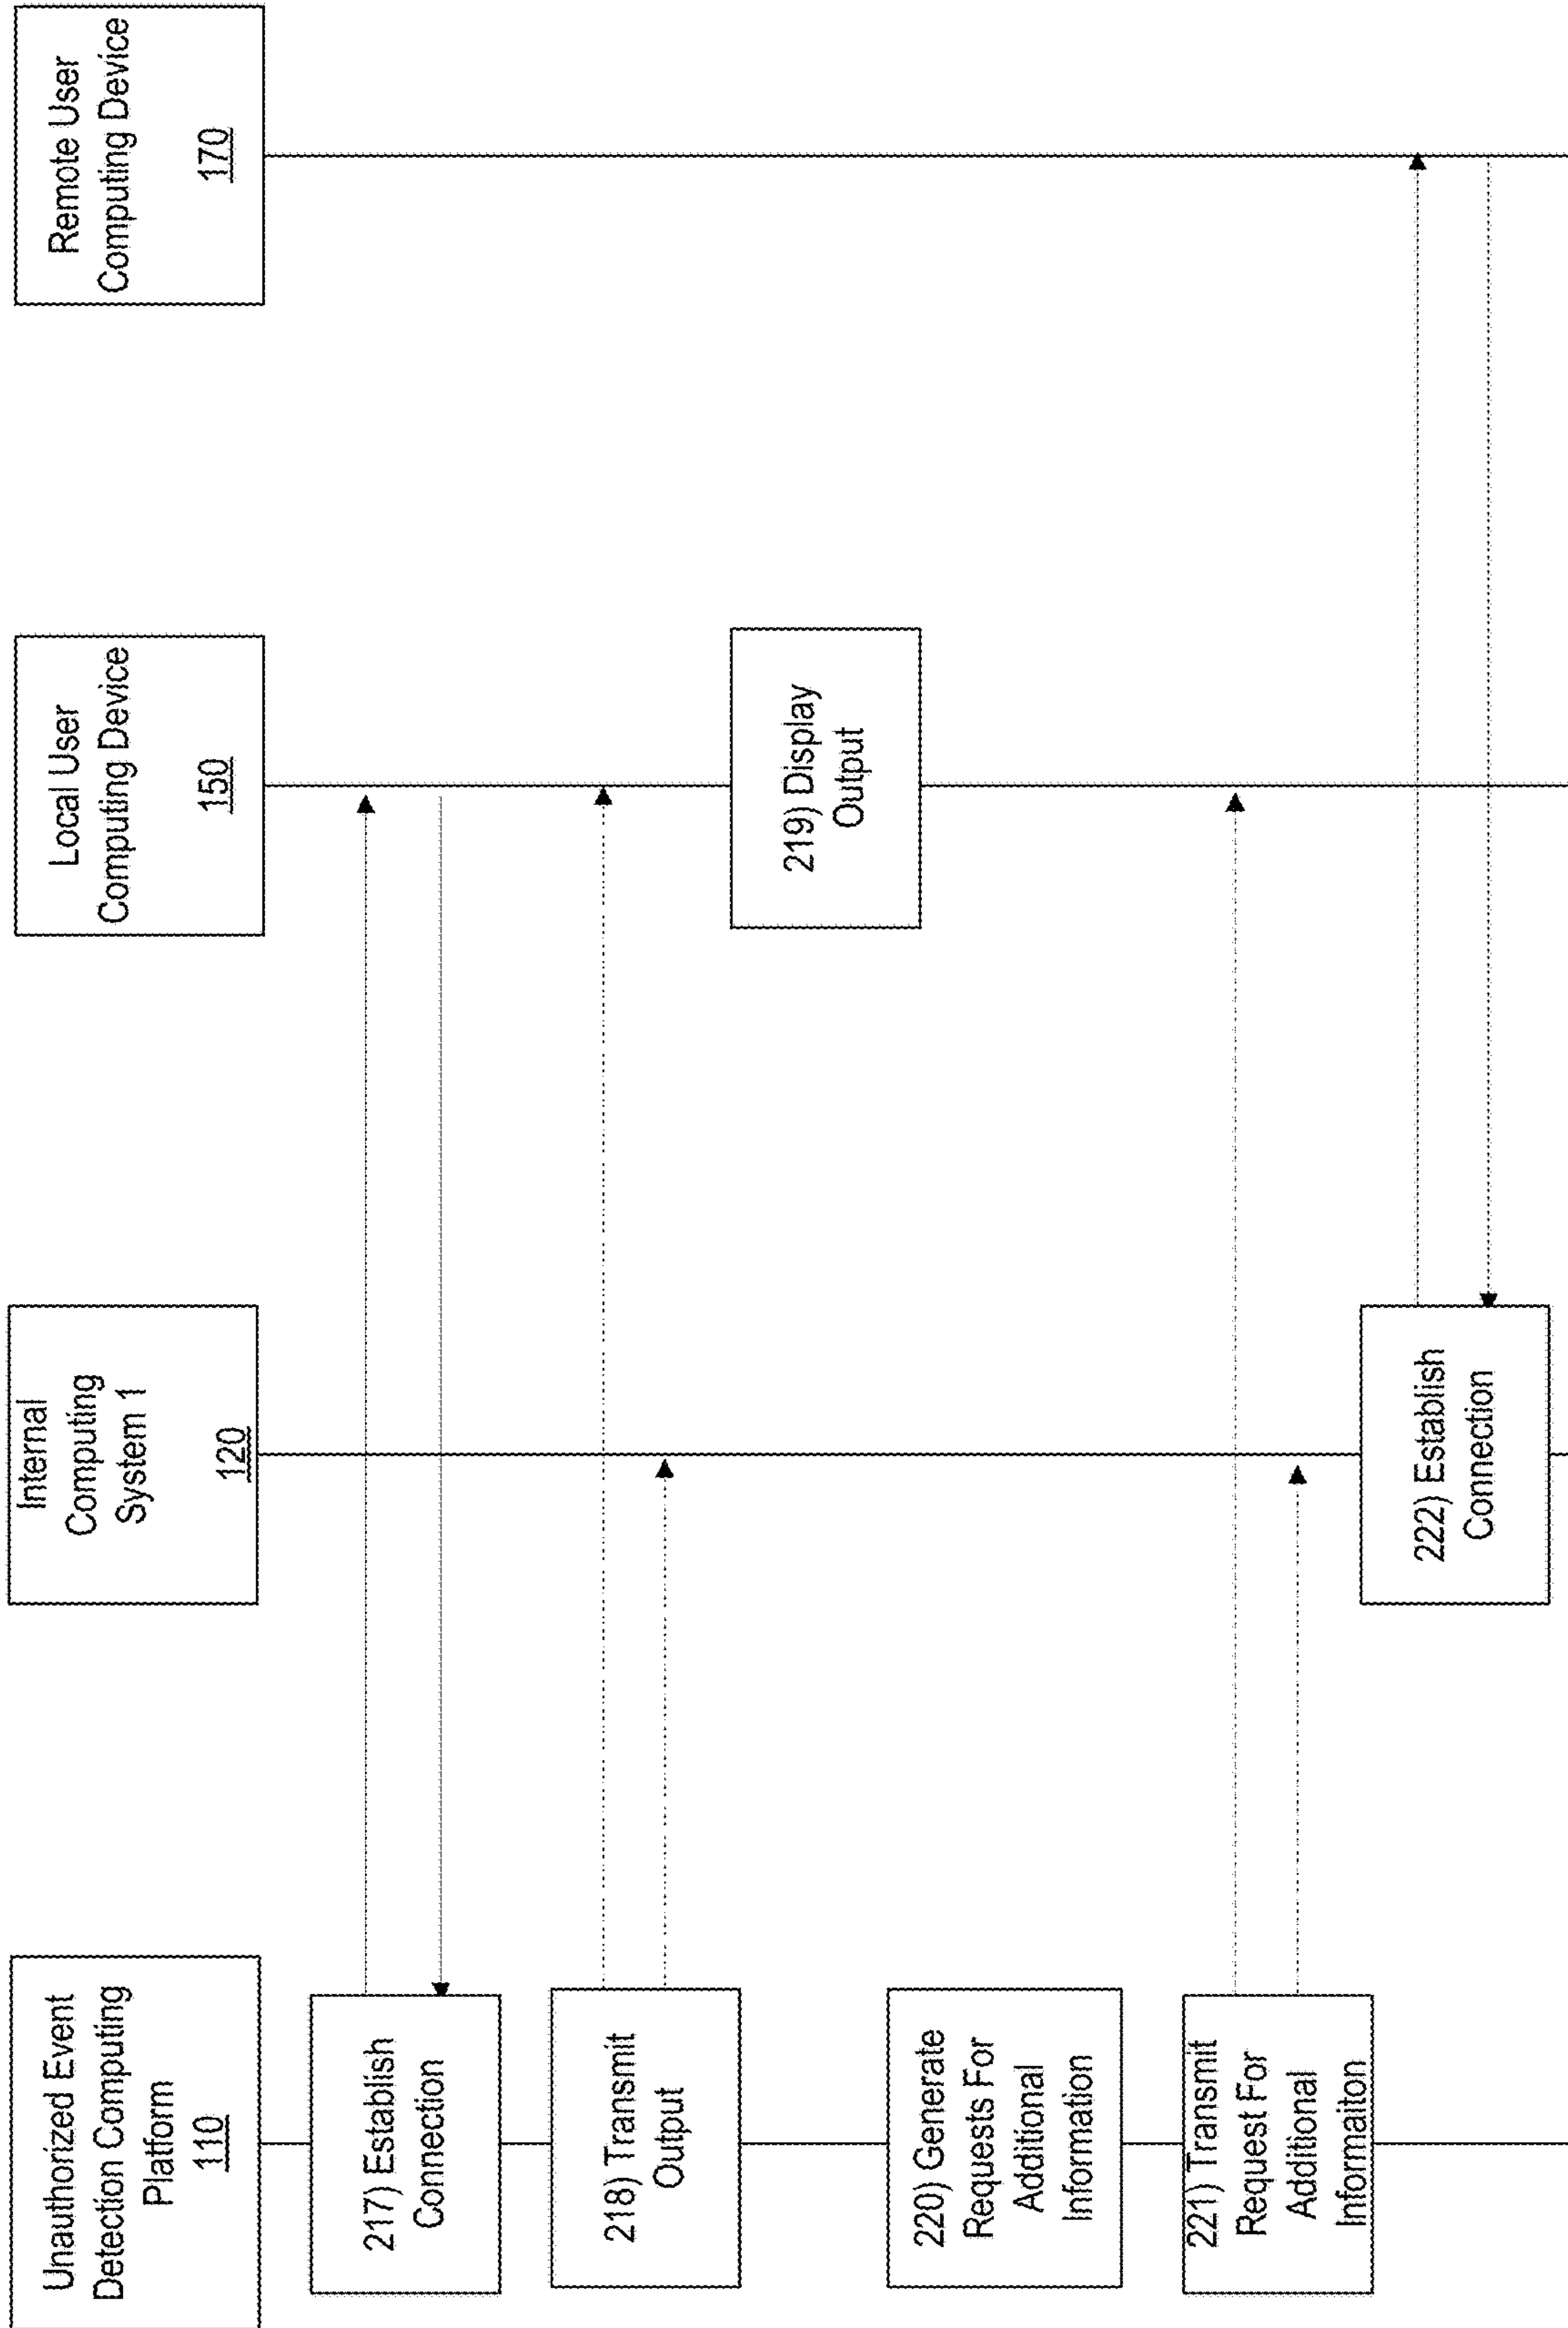 Unauthorized Event
Detection Computing
Platform
110
Internal
Computing
System 1
120
Local User
Computing Device
150
Remote User
Computing Device
170
217) Establish
Connection
218) Transmit
Output
219) Display
Output
220) Generate
Requests For
Additional
Information
221) Transmit
Request For
Additional
Informaiton
222) Establish
Connection